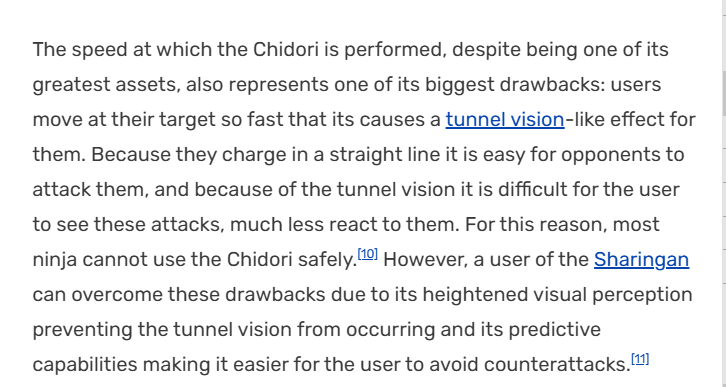 The speed at which the Chidori is performed, despite being one of its
greatest assets, also represents one of its biggest drawbacks: users
move at their target so fast that its causes a tunnel vision-like effect for
them. Because they charge in a straight line it is easy for opponents to
attack them, and because of the tunnel vision it is difficult for the user
to see these attacks, much less react to them. For this reason, most
ninja cannot use the Chidori safely.[10] However, a user of the Sharingan
can overcome these drawbacks due to its heightened visual perception
preventing the tunnel vision from occurring and its predictive
capabilities making it easier for the user to avoid counterattacks.[11]